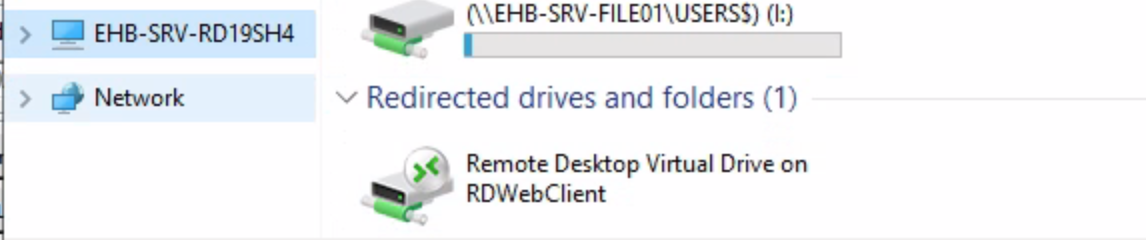 EHB-SRV-RD19SH4
Network
(\\EHB-SRV-FILE01\USERS$) (I:)
Redirected drives and folders (1)
Remote Desktop Virtual Drive on
RDWebClient